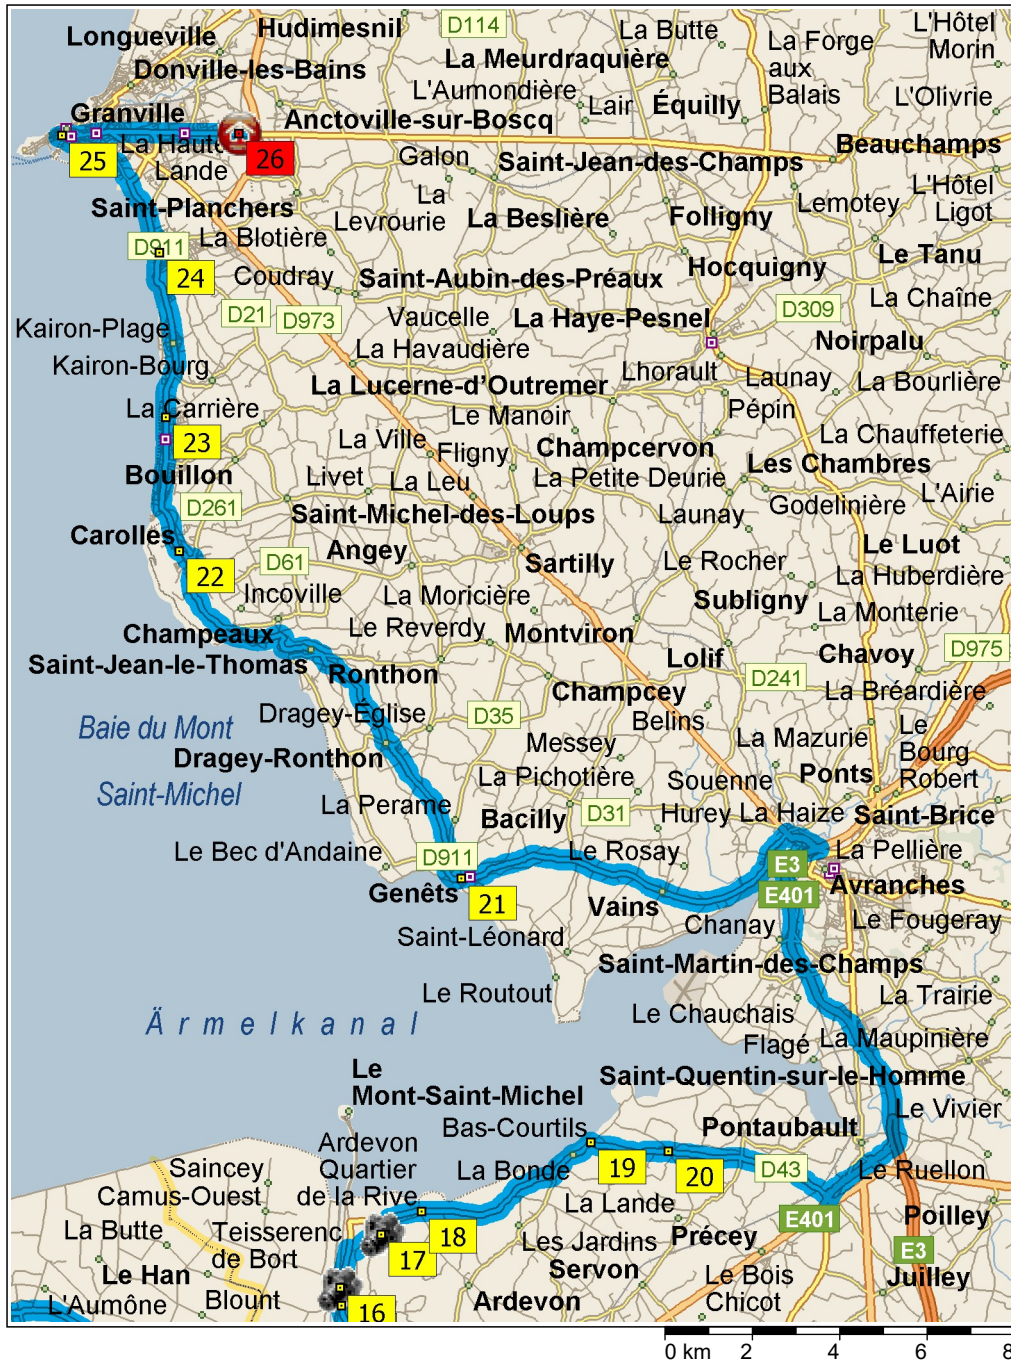 Hudimesnil
D114
La Butte
L'Hôtel
Morin
Longueville
La Forge
aux
Balais
Donville-les-Bains
La Meurdraquière
L'Aumondière
Lair
Équilly
L'Olivrie
Granville
Anctoville-sur-Boscq
La Haute
Lande
25
26
Galon
Saint-Jean-des-Champs
Beauchamps
La
Levrourie
L'Hôtel
Ligot
Saint-Planchers
La Beslière
Folligny
Lemotey
D911
La Blotière
Le Tanu
24
Coudray
Saint-Aubin-des-Préaux
Hocquigny
La Chaîne
D21
D973
Vaucelle
La Haye-Pesnel
D309
Kairon-Plage
La Havaudière
Noirpalu
Kairon-Bourg
La Lucerne-d'Outremer
Lhorault
Launay
La Bourlière
La Carrière
Le Manoir
Pépin
23
La Ville
Fligny
Champcervon
La Chauffeterie
Bouillon
Livet
La Leu
La Petite Deurie
Les Chambres
D261
Saint-Michel-des-Loups
Launay
Godelinière
L'Airie
Carolles
Angey
Sartilly
Le Luot
22
D61
Le Rocher
La Huberdière
Incoville
La Moricière
Subligny
La Monterie
Champeaux
Le Reverdy
Montviron
Saint-Jean-le-Thomas
Ronthon
Lolif
Chavoy
D975
D241
Champcey
La Bréardière
Baie du Mont
Saint-Michel
Dragey-Église
D35
Belins
Le
Bourg
Robert
Dragey-Ronthon
Messey
La Mazurie
La Pichotière
Souenne
Ponts
La Perame
Bacilly
D31
Hurey
La Haize
Saint-Brice
Le Bec d'Andaine
D911
Le Rosay
E3
La Pellière
Genêts
21
Vains
E401
Avranches
Chanay
Le Fougeray
Saint-Léonard
Saint-Martin-des-Champs
Le Routout
La Trairie
Ärmelkanal
Le Chauchais
Flagé
La Maupinière
Le
Mont-Saint-Michel
Saint-Quentin-sur-le-Homme
Le Vivier
Bas-Courtils
Pontaubault
Ardevon
Quartier
de la Rive
La Bonde
19
20
D43
Le Ruellon
Saincey
Camus-Ouest
La Lande
La Butte
Teisserenc
de Bort
18
17
Les Jardins
Précey
E401
Poilley
Servon
E3
Le Han
Le Bois
Chicot
Juilley
L'Aumône
Blount
16
Ardevon
0 km 2 4 6 8